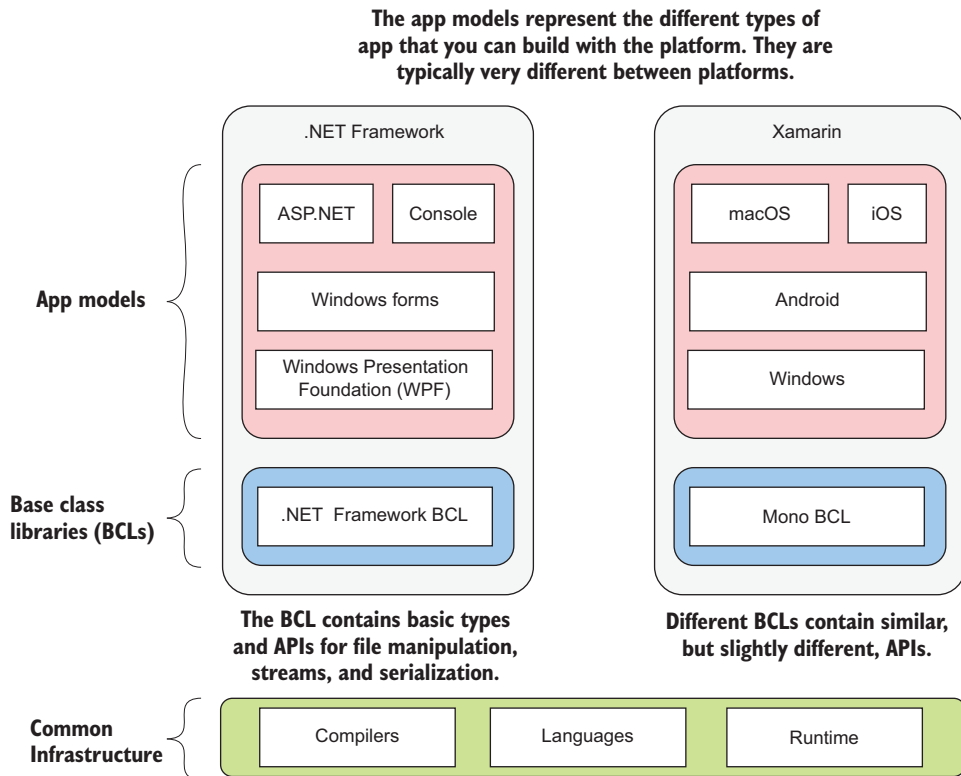 The app models represent the different types of
app that you can build with the platform. They are
typically very different between platforms.
.NET Framework
Xamarin
ASP.NET
Console
macOS
iOS
App models
Windows forms
Android
Windows Presentation
Foundation (WPF)
Windows
Base class
libraries (BCLs)
.NET Framework BCL
Mono BCL
The BCL contains basic types
and APIs for file manipulation,
streams, and serialization.
Different BCLs contain similar,
but slightly different, APIs.
Common
Infrastructure
Compilers
Languages
Runtime